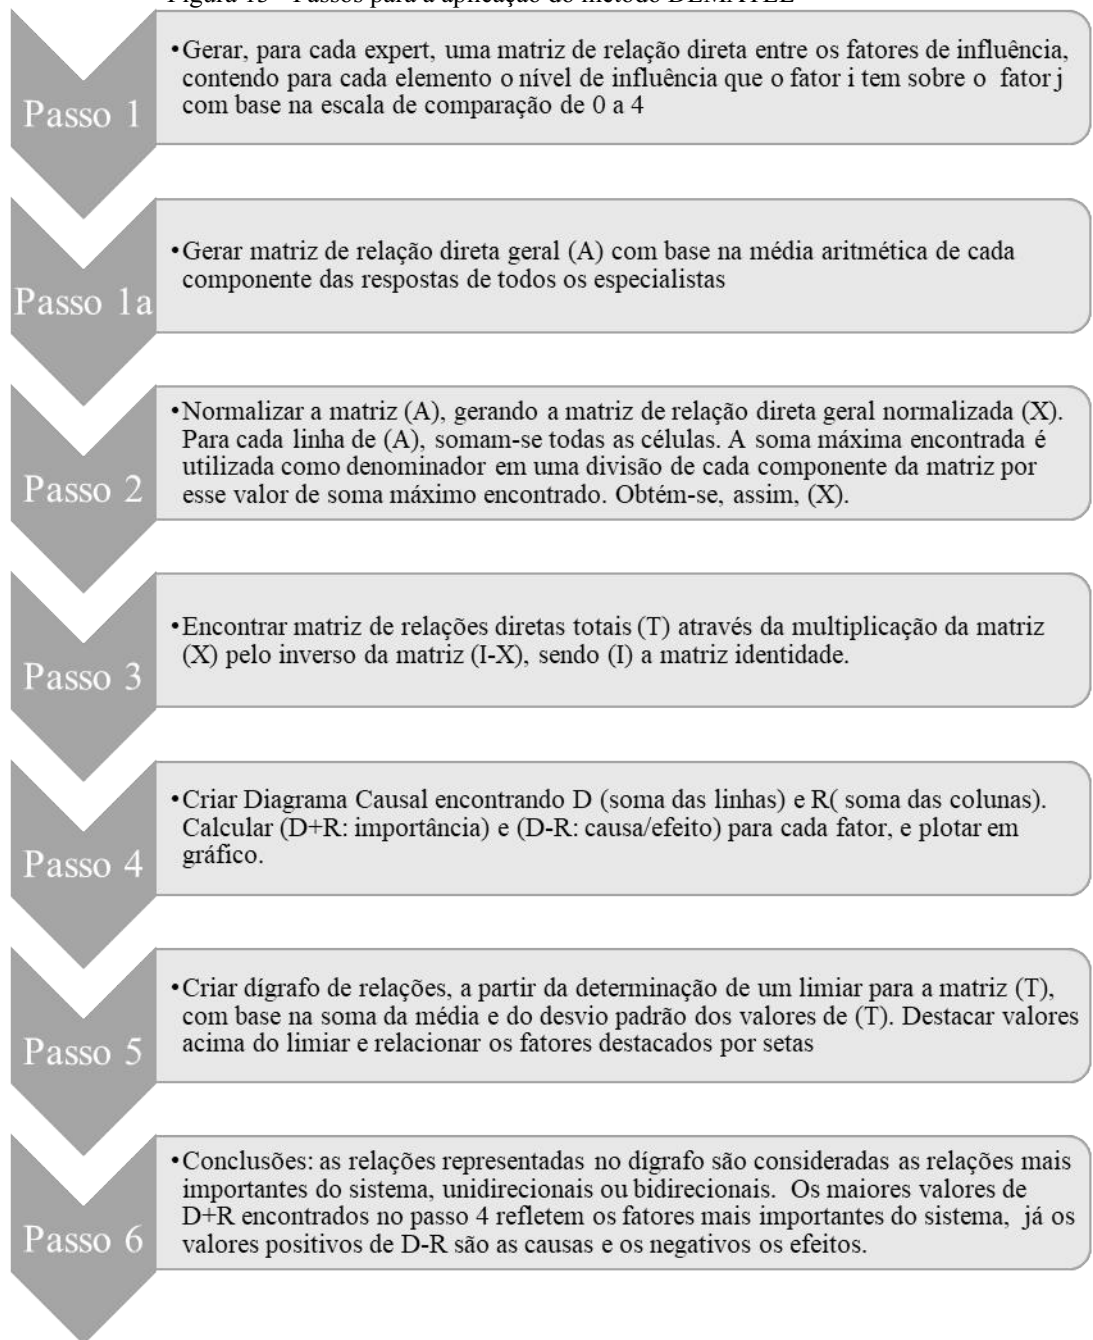 Figura 15 - Passos para a aplicação do método DEMATEL
Passo 1
•Gerar, para cada expert, uma matriz de relação direta entre os fatores de influência,
contendo para cada elemento o nível de influência que o fator i tem sobre o fator j
com base na escala de comparação de 0 a 4
Passo 1a
•Gerar matriz de relação direta geral (A) com base na média aritmética de cada
componente das respostas de todos os especialistas
Passo 2
•Normalizar a matriz (A), gerando a matriz de relação direta geral normalizada (X).
Para cada linha de (A), somam-se todas as células. A soma máxima encontrada é
utilizada como denominador em uma divisão de cada componente da matriz por
esse valor de soma máximo encontrado. Obtém-se, assim, (X).
Passo 3
•Encontrar matriz de relações diretas totais (T) através da multiplicação da matriz
(X) pelo inverso da matriz (I-X), sendo (I) a matriz identidade.
Passo 4
•Criar Diagrama Causal encontrando D (soma das linhas) e R( soma das colunas).
Calcular (D+R: importância) e (D-R: causa/efeito) para cada fator, e plotar em
gráfico.
Passo 5
•Criar dígrafo de relações, a partir da determinação de um limiar para a matriz (T),
com base na soma da média e do desvio padrão dos valores de (T). Destacar valores
acima do limiar e relacionar os fatores destacados por setas
Passo 6
•Conclusões: as relações representadas no dígrafo são consideradas as relações mais
importantes do sistema, unidirecionais ou bidirecionais. Os maiores valores de
D+R encontrados no passo 4 refletem os fatores mais importantes do sistema, já os
valores positivos de D-R são as causas e os negativos os efeitos.